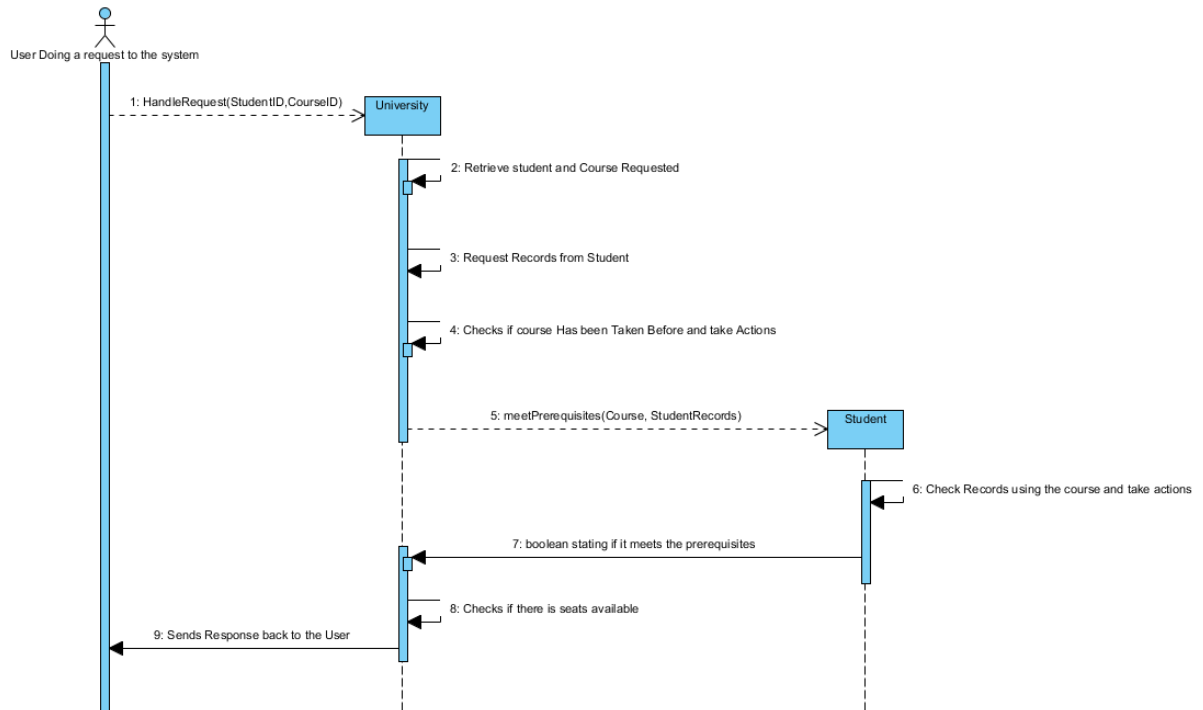 User Doing a request to the system
1: HandleRequest(StudentID,CourseID)
University
2: Retrieve student and Course Requested
3: Request Records from Student
4: Checks if course Has been Taken Before and take Actions
5: meetPrerequisites(Course, StudentRecords)
Student
6: Check Records using the course and take actions
7: boolean stating if it meets the prerequisites
8: Checks if there is seats available
9: Sends Response back to the User